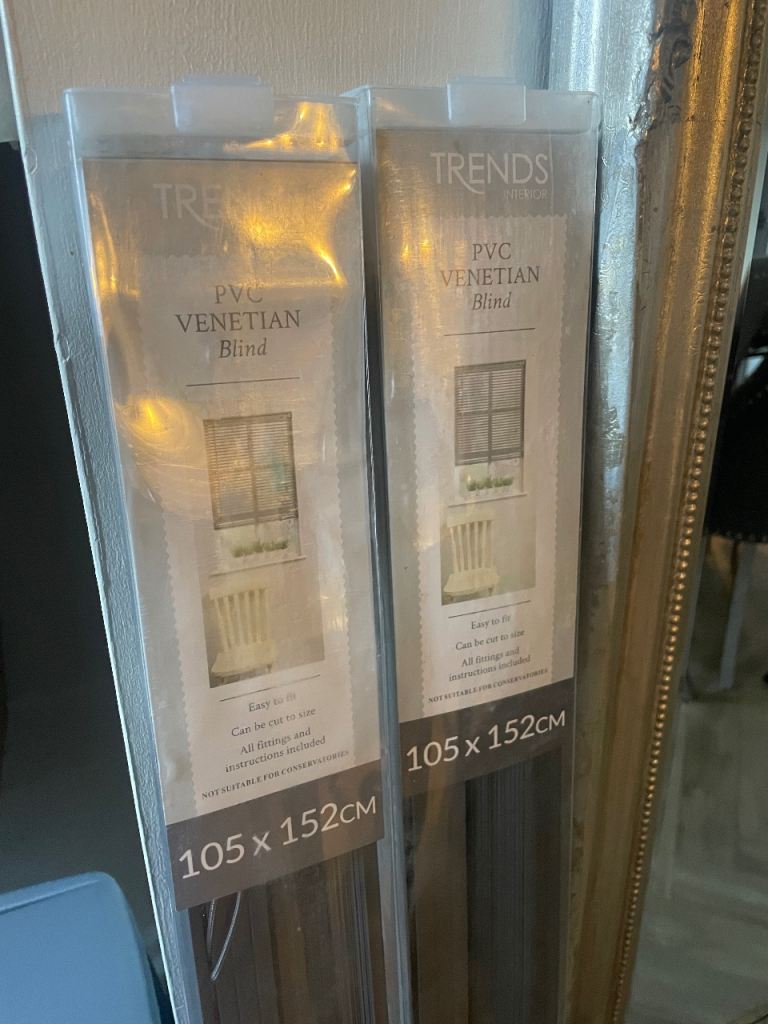 TRE
PVC
VENETIAN
Blind
Easy to fit
Can be cut to size
All fittings and
instructions included
NOT SUITABLE FOR CONSERVATORIES
105 x 152CM
TRENDS
INTERIOR
PVC
VENETIAN
Blind
Easy to fit
Can be cut to size
All fittings and
instructions included
NOT SUITABLE FOR CONSERVATORIES
105 x 152CM